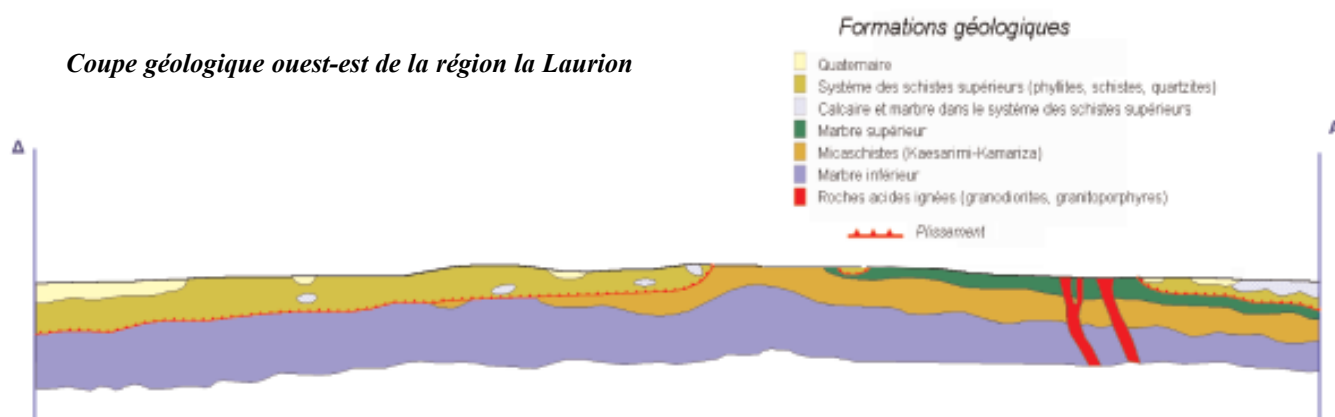 Formations géologiques
Coupe géologique ouest-est de la région la Laurion
Quaternaire
Système des schistes supérieurs (phyllites, schistes, quartzites)
Calcaire et marbre dans le système des schistes supérieurs
Marbre supérieur
Micaschistes (Kaesarimi-Kamariza)
Marbre inférieur
Roches acides ignées (granodiorites, granitoporphyres)
Plissement
Δ
A